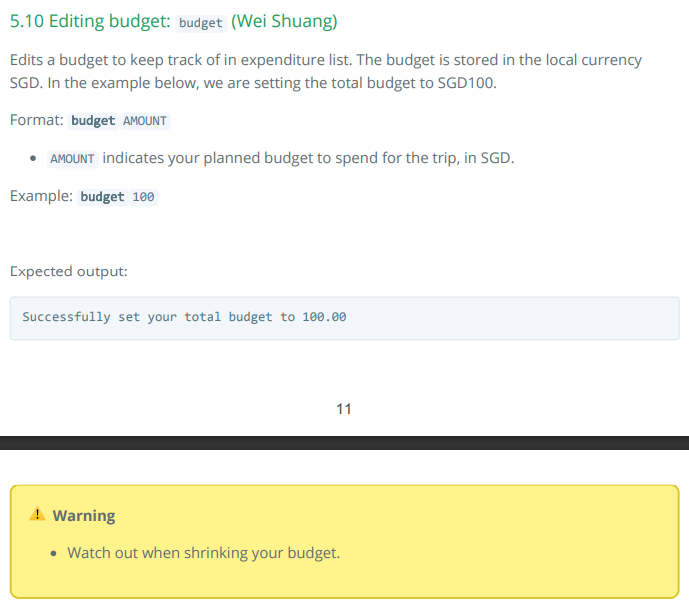 5.10 Editing budget: budget (Wei Shuang)
Edits a budget to keep track of in expenditure list. The budget is stored in the local currency
SGD. In the example below, we are setting the total budget to SGD100.
Format: budget AMOUNT
• AMOUNT indicates your planned budget to spend for the trip, in SGD.
Example: budget 100
Expected output:
Successfully set your total budget to 100.00
11
Warning
• Watch out when shrinking your budget.